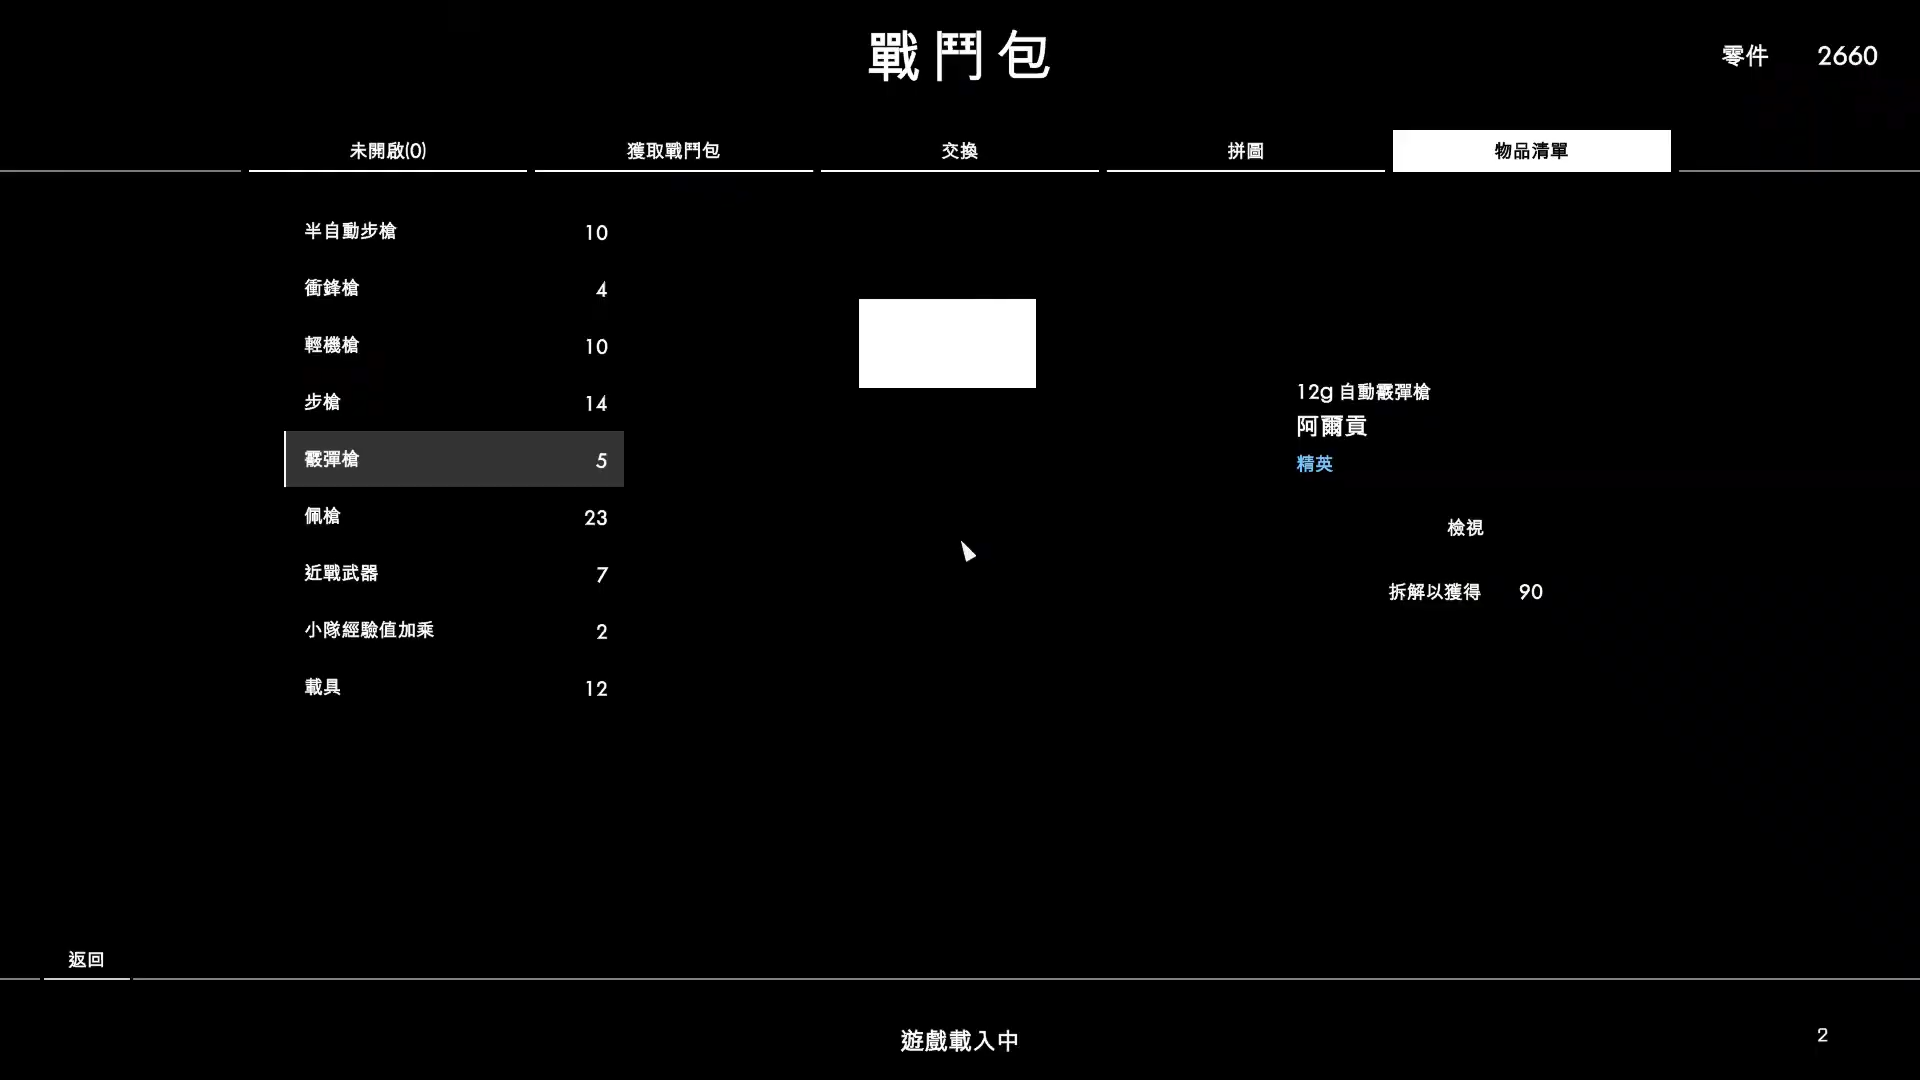 戰鬥包
零件 2660
未開啟(0) 獲取戰鬥包 交換 拼圖 物品清單
半自動步槍 10
衝鋒槍 4
輕機槍 10
步槍 14
霰彈槍 5
佩槍 23
近戰武器 7
小隊經驗值加乘 2
載具 12
12g 自動霰彈槍
阿爾貢
精英
檢視
拆解以獲得 90
返回
遊戲載入中
2